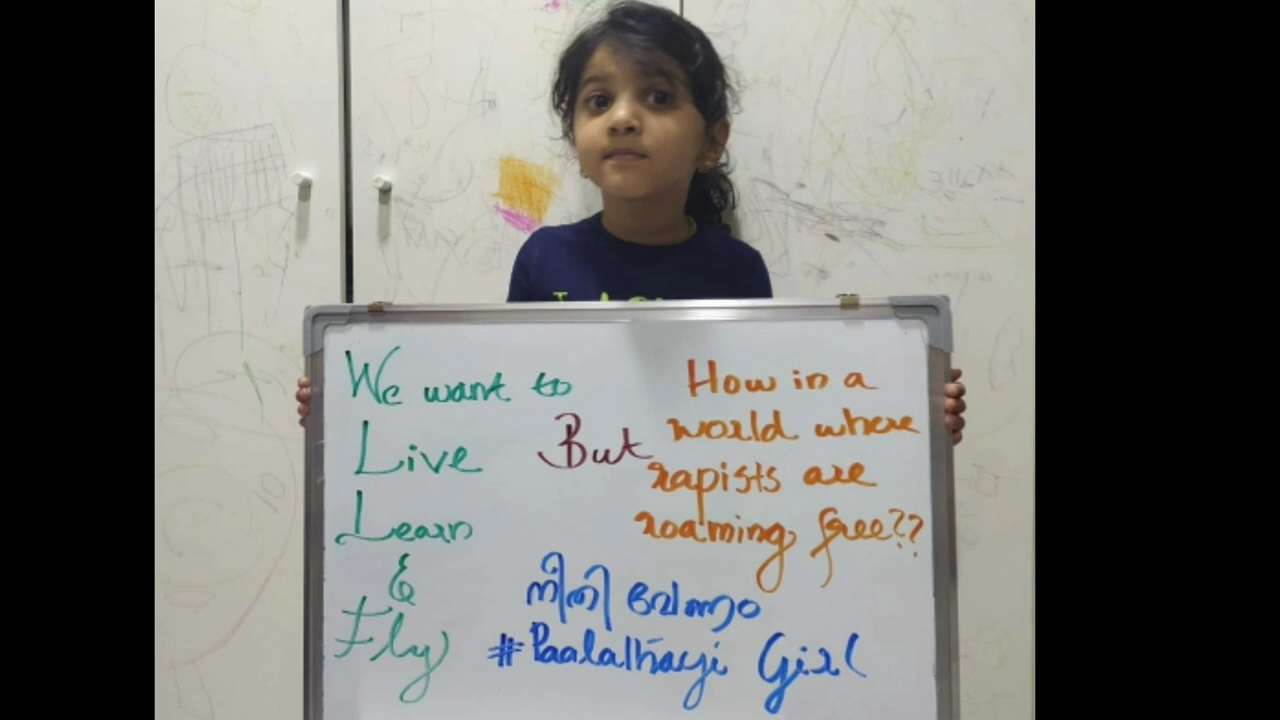 We want to
Live
Learn
&
Fly
But
How in a
world where
rapists are
roaming free??
നീതി വേണം
#Paalathayi Girl